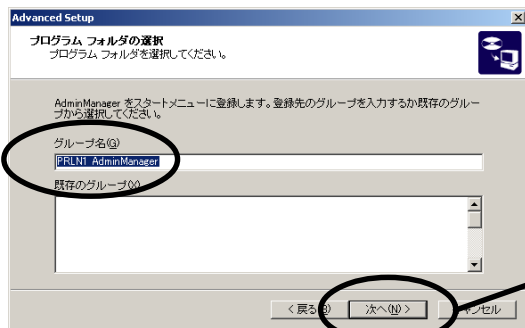 Advanced Setup
プログラム フォルダの選択
プログラム フォルダを選択してください。
AdminManager をスタートメニューに登録します。登録先のグループを入力するか既存のグルー
プから選択してください。
グループ名(G)
PRLN1 AdminManager
既存のグループ(X)
< 戻る(B)
次へ(N) >
キャンセル